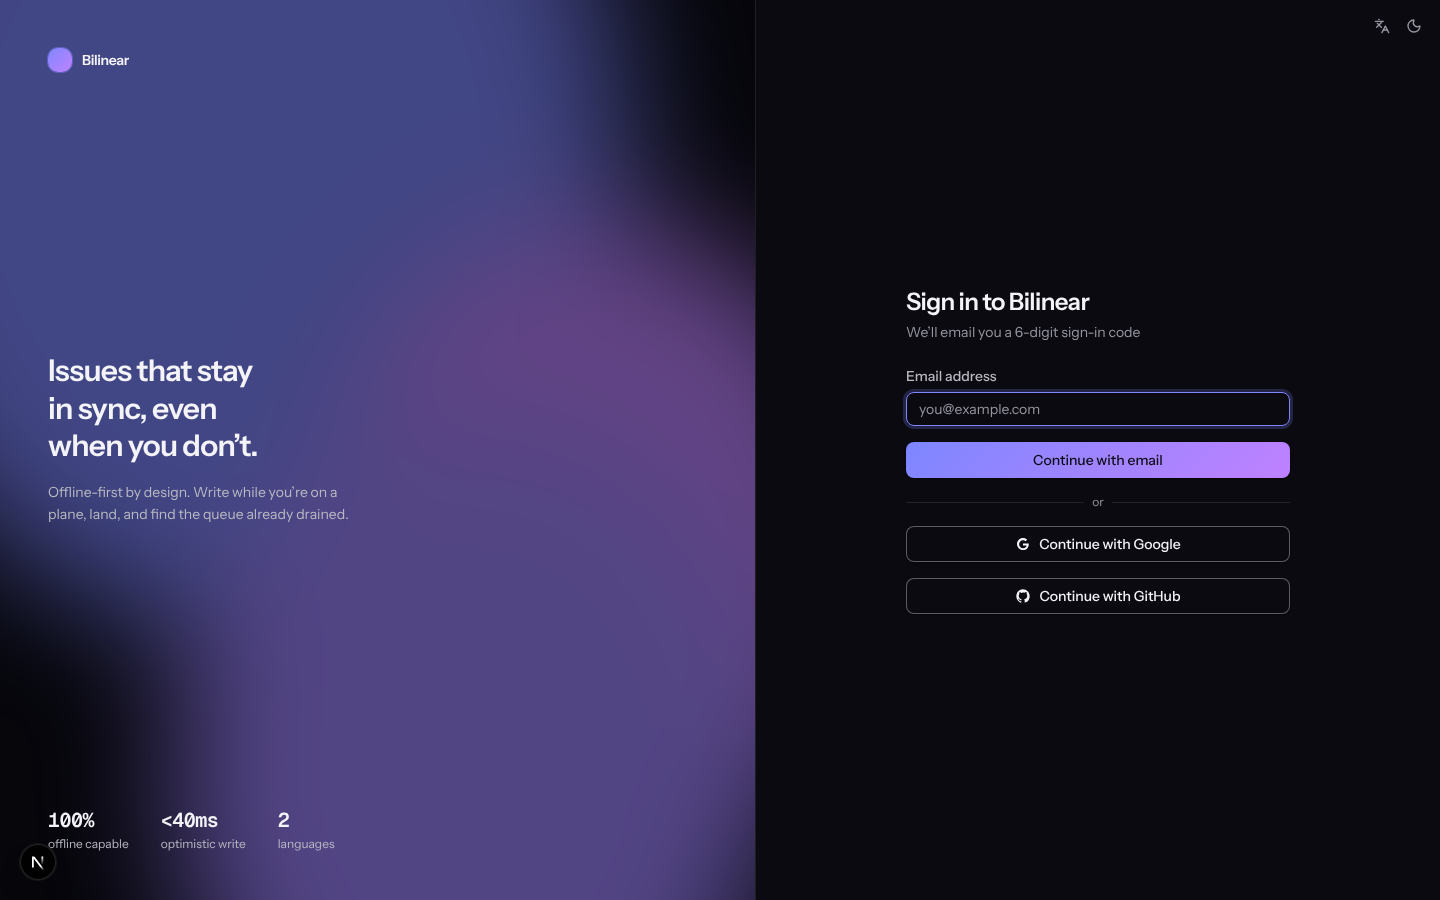 Bilinear
Issues that stay
in sync, even
when you don’t.
Offline-first by design. Write while you’re on a
plane, land, and find the queue already drained.
100%
offline capable
<40ms
optimistic write
2
languages
N
Sign in to Bilinear
We’ll email you a 6-digit sign-in code
Email address
you@example.com
Continue with email
or
Continue with Google
Continue with GitHub